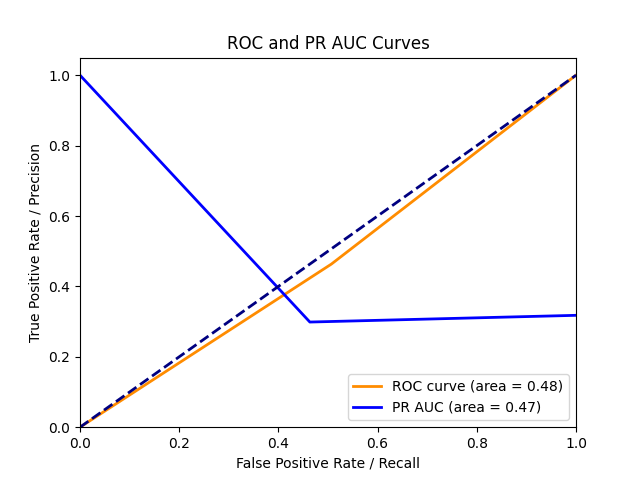 ROC and PR AUC Curves
True Positive Rate / Precision
1.0
0.8
0.6
0.4
0.2
0.0
ROC curve (area = 0.48)
PR AUC (area = 0.47)
0.0 0.2 0.4 0.6 0.8 1.0
False Positive Rate / Recall